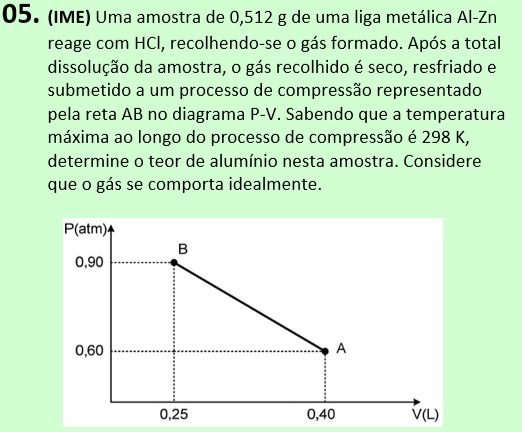 05. (IME) Uma amostra de 0,512 g de uma liga metálica Al-Zn
reage com HCl, recolhendo-se o gás formado. Após a total
dissolução da amostra, o gás recolhido é seco, resfriado e
submetido a um processo de compressão representado
pela reta AB no diagrama P-V. Sabendo que a temperatura
máxima ao longo do processo de compressão é 298 K,
determine o teor de alumínio nesta amostra. Considere
que o gás se comporta idealmente.
P(atm)
B
0,90
0,60
A
0,25
0,40
V(L)